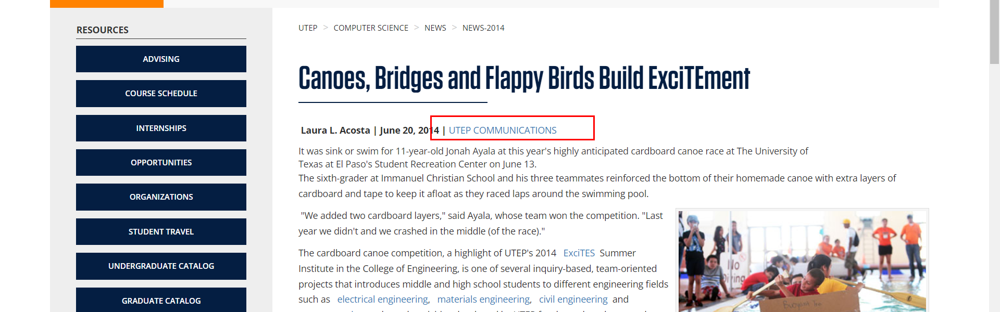 RESOURCES
ADVISING
COURSE SCHEDULE
INTERNSHIPS
OPPORTUNITIES
ORGANIZATIONS
STUDENT TRAVEL
UNDERGRADUATE CATALOG
GRADUATE CATALOG
UTEP > COMPUTER SCIENCE > NEWS > NEWS-2014
Canoes, Bridges and Flappy Birds Build ExciTEment
Laura L. Acosta | June 20, 2014 | UTEP COMMUNICATIONS
It was sink or swim for 11-year-old Jonah Ayala at this year's highly anticipated cardboard canoe race at The University of
Texas at El Paso's Student Recreation Center on June 13.
The sixth-grader at Immanuel Christian School and his three teammates reinforced the bottom of their homemade canoe with extra layers of
cardboard and tape to keep it afloat as they raced laps around the swimming pool.
"We added two cardboard layers," said Ayala, whose team won the competition. "Last
year we didn't and we crashed in the middle (of the race)."
The cardboard canoe competition, a highlight of UTEP's 2014 ExciTES Summer
Institute in the College of Engineering, is one of several inquiry-based, team-oriented
projects that introduces middle and high school students to different engineering fields
such as electrical engineering, materials engineering, civil engineering and
No
Diving